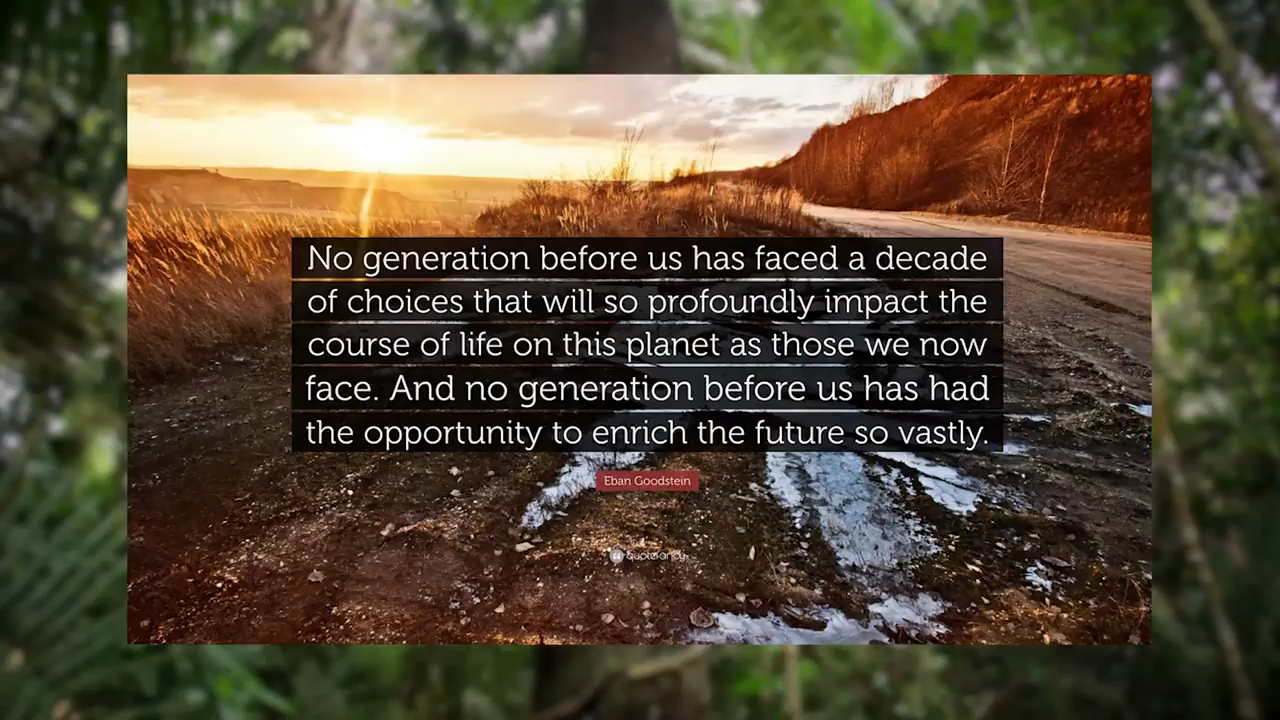 No generation before us has faced a decade
of choices that will so profoundly impact the
course of life on this planet as those we now
face. And no generation before us has had
the opportunity to enrich the future so vastly.
Eban Goodstein
quotefancy